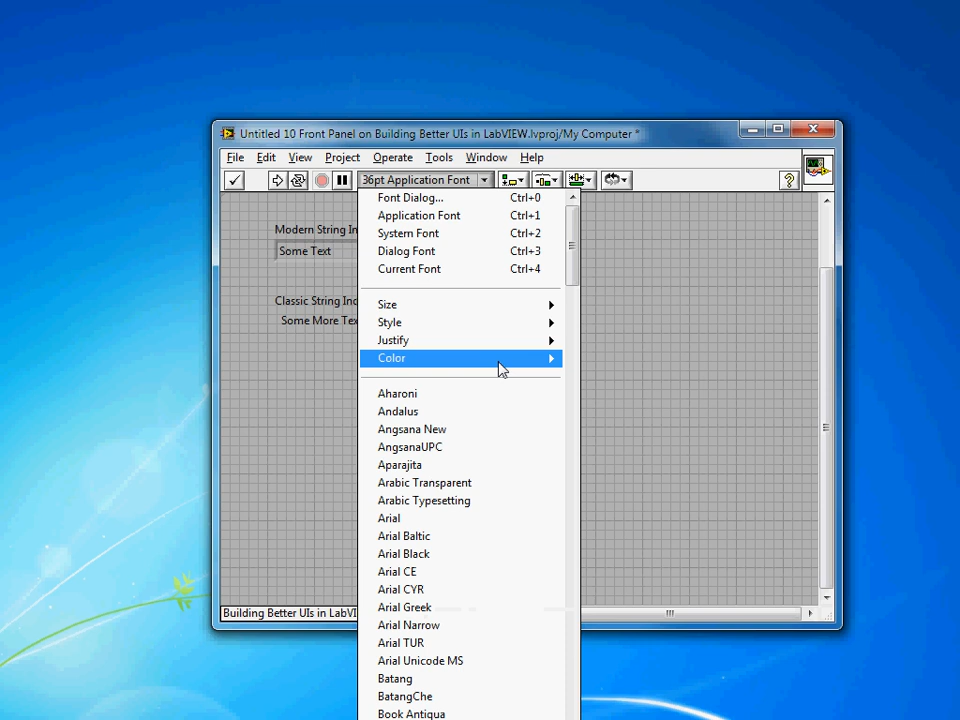 Untitled 10 Front Panel on Building Better UIs in LabVIEW.lvproj/My Computer *
File Edit View Project Operate Tools Window Help
36pt Application Font
?
Font Dialog... Ctrl+0
Application Font Ctrl+1
System Font Ctrl+2
Dialog Font Ctrl+3
Current Font Ctrl+4
Modern String In
Some Text
Classic String Ind
Some More Tex
Size
Style
Justify
Color
Aharoni
Andalus
Angsana New
AngsanaUPC
Aparajita
Arabic Transparent
Arabic Typesetting
Arial
Arial Baltic
Arial Black
Arial CE
Arial CYR
Arial Greek
Arial Narrow
Arial TUR
Arial Unicode MS
Batang
BatangChe
Book Antiqua
Building Better UIs in LabVI